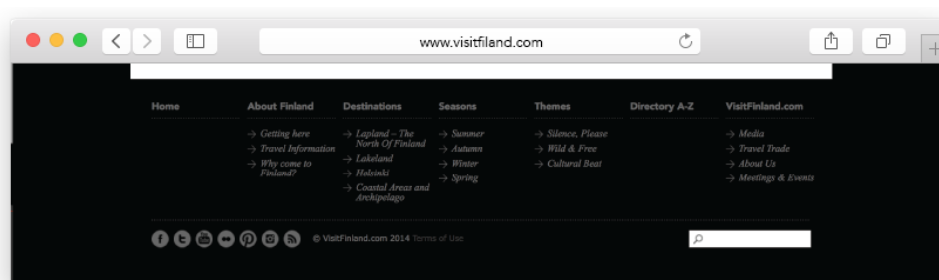 www.visitfiland.com
Home
About Finland
Getting here
Travel Information
Why come to
Finland?
Destinations
Lapland – The
North Of Finland
Lakeland
Helsinki
Coastal Areas and
Archipelago
Seasons
Summer
Autumn
Winter
Spring
Themes
Silence, Please
Wild & Free
Cultural Beat
Directory A-Z
VisitFinland.com
Media
Travel Trade
About Us
Meetings & Events
© VisitFinland.com 2014 Terms of Use